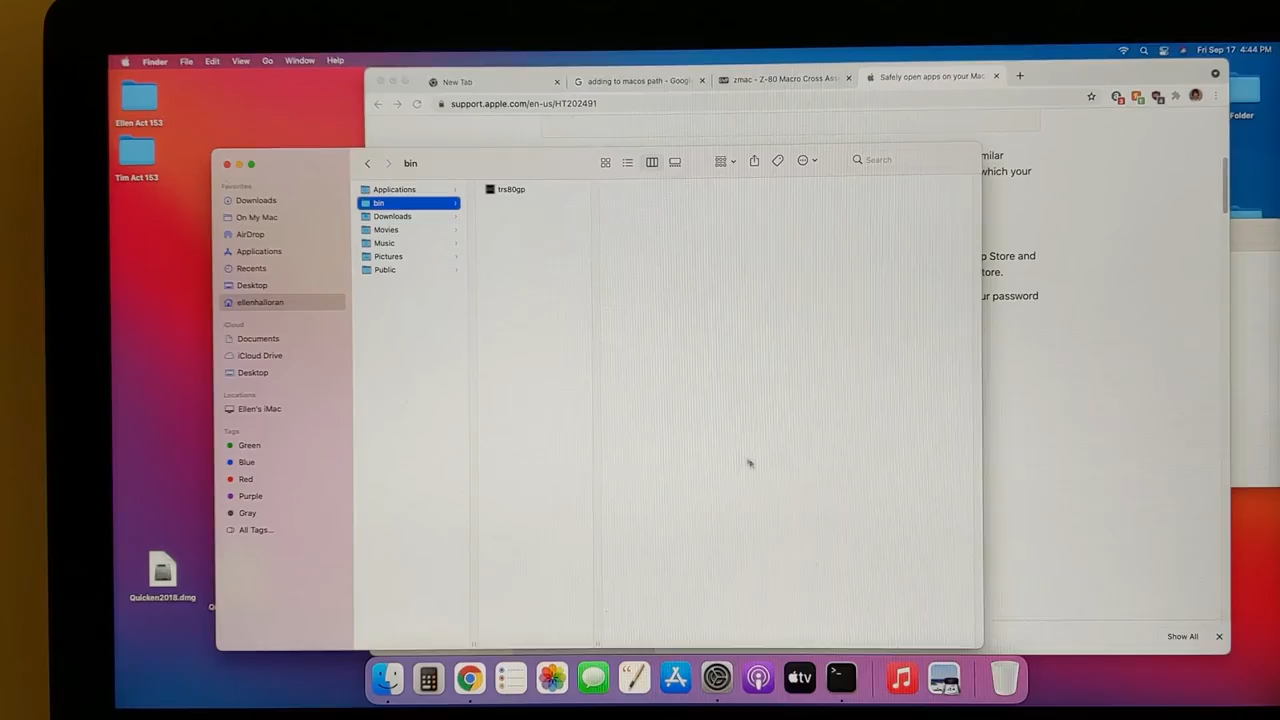 Finder File Edit View Go Window Help
Fri Sep 17 4:44 PM
Ellen Act 153
Tim Act 153
New Tab
adding to macos path - Googl
zmac - Z-80 Macro Cross Ass
Safely open apps on your Mac
support.apple.com/en-us/HT202491
Folder
milar
which your
p Store and
tore.
ur password
bin
Search
Favorites
Downloads
On My Mac
AirDrop
Applications
Recents
Desktop
ellenhalloran
iCloud
Documents
iCloud Drive
Desktop
Locations
Ellen's iMac
Tags
Green
Blue
Red
Purple
Gray
All Tags...
Applications
bin
Downloads
Movies
Music
Pictures
Public
trs80gp
Quicken2018.dmg
Show All
tv